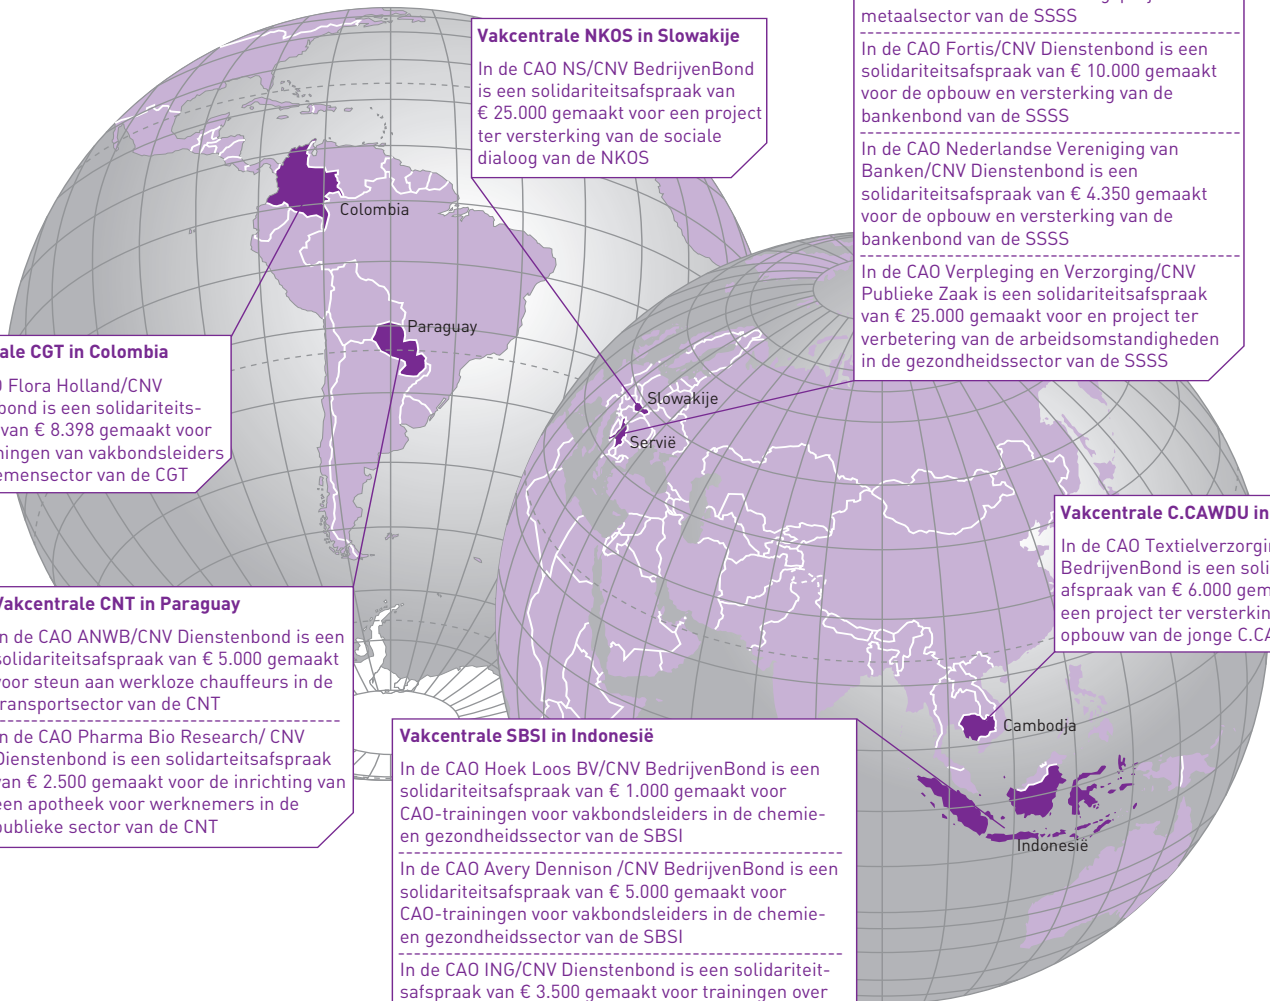 Vakcentrale NKOS in Slowakije
In de CAO NS/CNV BedrijvenBond
is een solidariteitsafspraak van
€ 25.000 gemaakt voor een project
ter versterking van de sociale
dialoog van de NKOS
metaalsector van de SSSS
In de CAO Fortis/CNV Dienstenbond is een
solidariteitsafspraak van € 10.000 gemaakt
voor de opbouw en versterking van de
bankenbond van de SSSS
In de CAO Nederlandse Vereniging van
Banken/CNV Dienstenbond is een
solidariteitsafspraak van € 4.350 gemaakt
voor de opbouw en versterking van de
bankenbond van de SSSS
In de CAO Verpleging en Verzorging/CNV
Publieke Zaak is een solidariteitsafspraak
van € 25.000 gemaakt voor en project ter
verbetering van de arbeidsomstandigheden
in de gezondheidssector van de SSSS
Colombia
Paraguay
Slowakije
Servië
Cambodja
Indonesië
ale CGT in Colombia
Flora Holland/CNV
bond is een solidariteits-
van € 8.398 gemaakt voor
ningen van vakbondsleiders
emensector van de CGT
Vakcentrale C.CAWDU in
In de CAO Textielverzorgin
BedrijvenBond is een soli
afspraak van € 6.000 gem
een project ter versterkin
opbouw van de jonge C.CA
Vakcentrale CNT in Paraguay
In de CAO ANWB/CNV Dienstenbond is een
solidariteitsafspraak van € 5.000 gemaakt
voor steun aan werkloze chauffeurs in de
transportsector van de CNT
In de CAO Pharma Bio Research/ CNV
Dienstenbond is een solidarteitsafspraak
van € 2.500 gemaakt voor de inrichting van
een apotheek voor werknemers in de
publieke sector van de CNT
Vakcentrale SBSI in Indonesië
In de CAO Hoek Loos BV/CNV BedrijvenBond is een
solidariteitsafspraak van € 1.000 gemaakt voor
CAO-trainingen voor vakbondsleiders in de chemie-
en gezondheidssector van de SBSI
In de CAO Avery Dennison /CNV BedrijvenBond is een
solidariteitsafspraak van € 5.000 gemaakt voor
CAO-trainingen voor vakbondsleiders in de chemie-
en gezondheidssector van de SBSI
In de CAO ING/CNV Dienstenbond is een solidariteit-
safspraak van € 3.500 gemaakt voor trainingen over